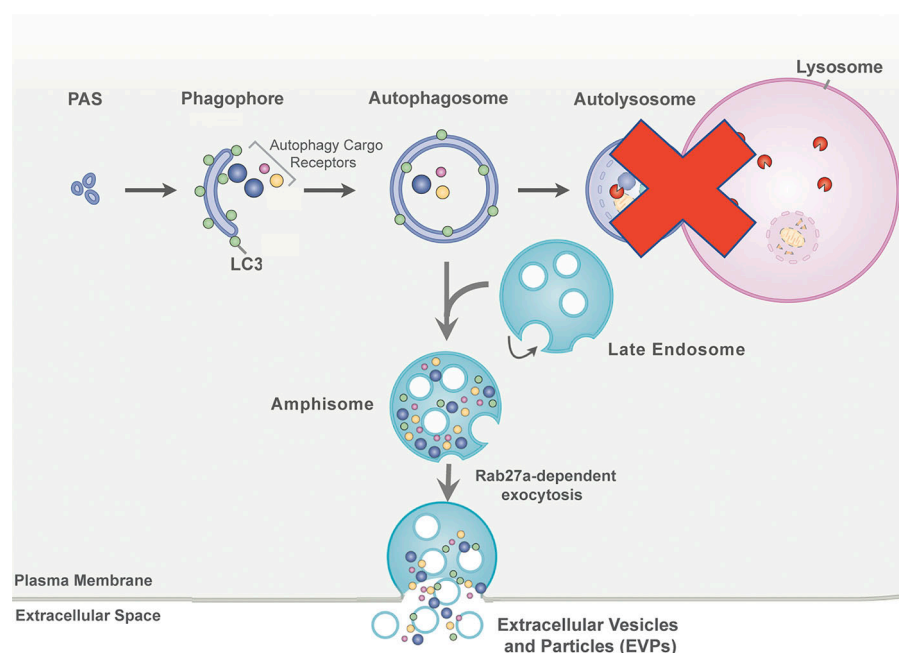 Lysosome
PAS
Phagophore
Autophagosome
Autolysosome
Autophagy Cargo
Receptors
LC3
Late Endosome
Amphisome
Rab27a-dependent
exocytosis
Plasma Membrane
Extracellular Space
Extracellular Vesicles
and Particles (EVPs)